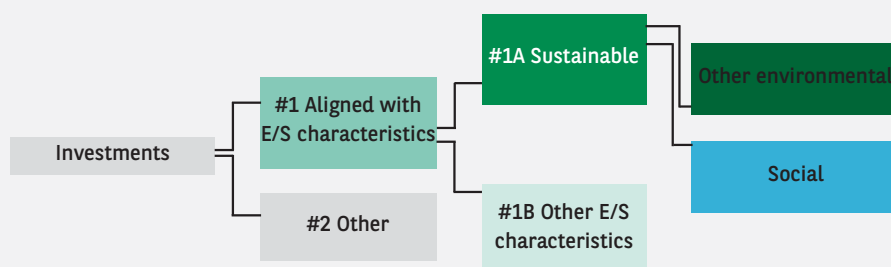 Investments
#1 Aligned with
E/S characteristics
#2 Other
#1A Sustainable
#1B Other E/S
characteristics
Other environmental
Social